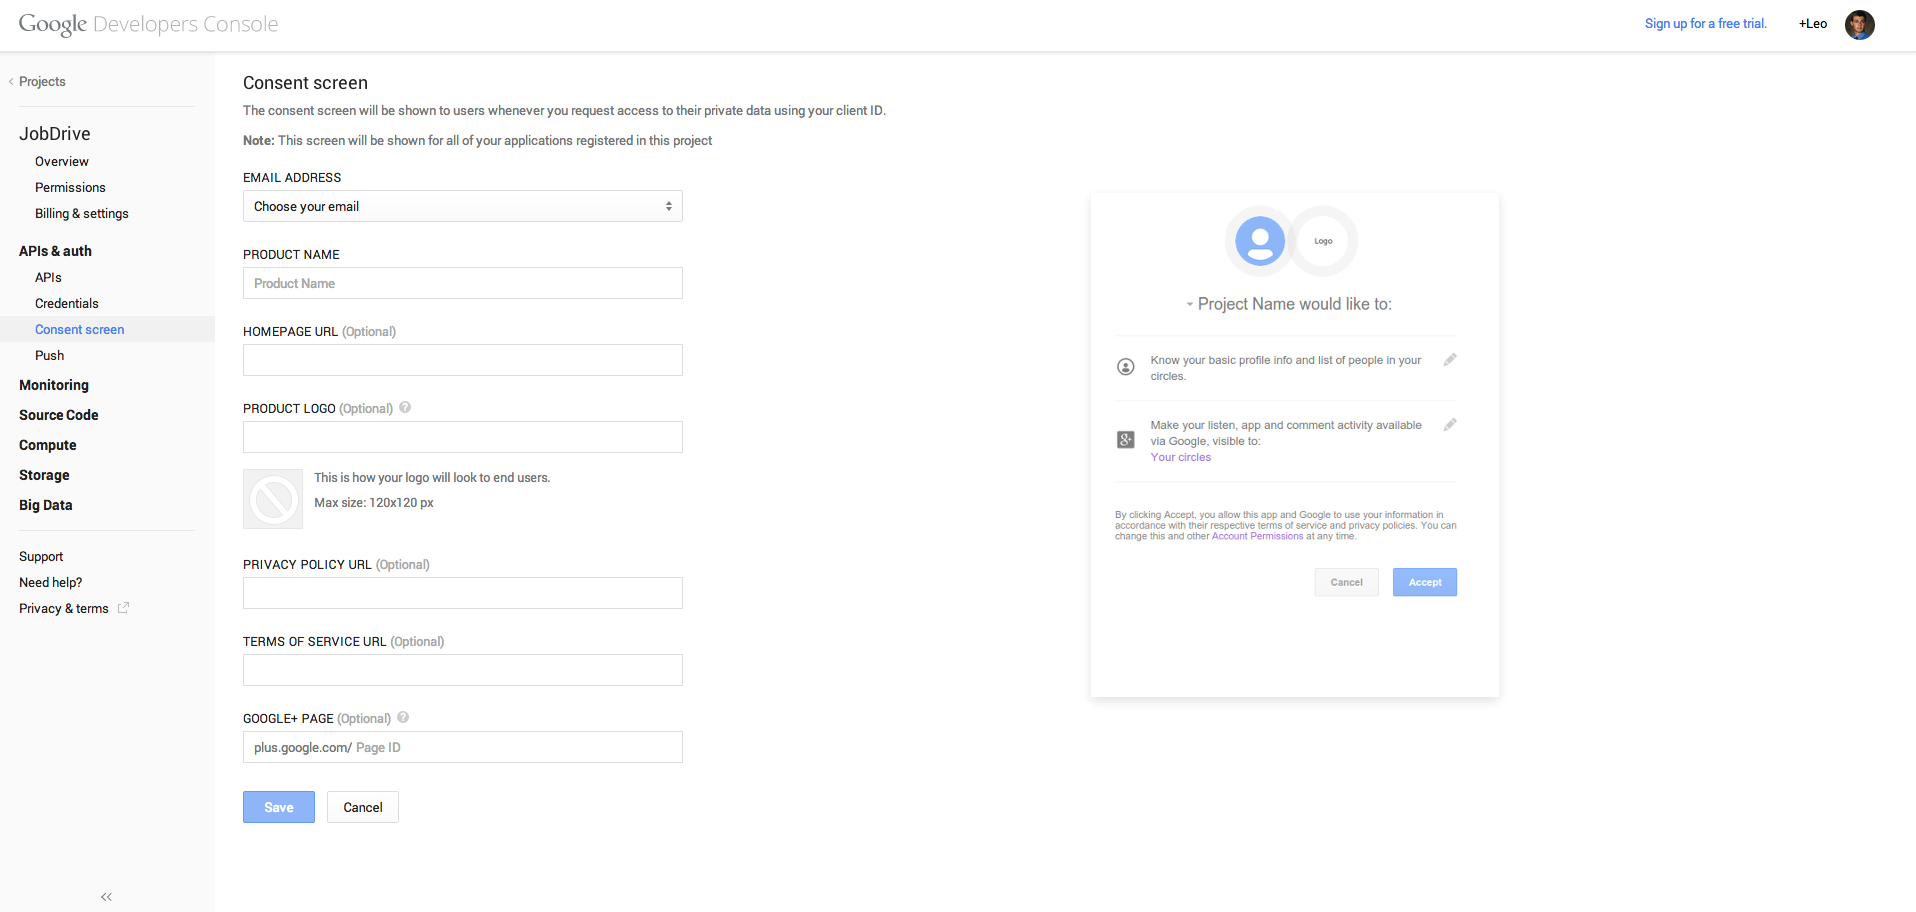 Google Developers Console
Sign up for a free trial.
+Leo
Projects
JobDrive
Overview
Permissions
Billing & settings
APIs & auth
APIs
Credentials
Consent screen
Push
Monitoring
Source Code
Compute
Storage
Big Data
Support
Need help?
Privacy & terms
Consent screen
The consent screen will be shown to users whenever you request access to their private data using your client ID.
Note: This screen will be shown for all of your applications registered in this project
EMAIL ADDRESS
Choose your email
PRODUCT NAME
Product Name
HOMEPAGE URL (Optional)
PRODUCT LOGO (Optional) ?
This is how your logo will look to end users.
Max size: 120x120 px
PRIVACY POLICY URL (Optional)
TERMS OF SERVICE URL (Optional)
GOOGLE+ PAGE (Optional) ?
plus.google.com/ Page ID
Save
Cancel
Logo
Project Name would like to:
Know your basic profile info and list of people in your
circles.
g+
Make your listen, app and comment activity available
via Google, visible to:
Your circles
By clicking Accept, you allow this app and Google to use your information in
accordance with their respective terms of service and privacy policies. You can
change this and other Account Permissions at any time.
Cancel
Accept